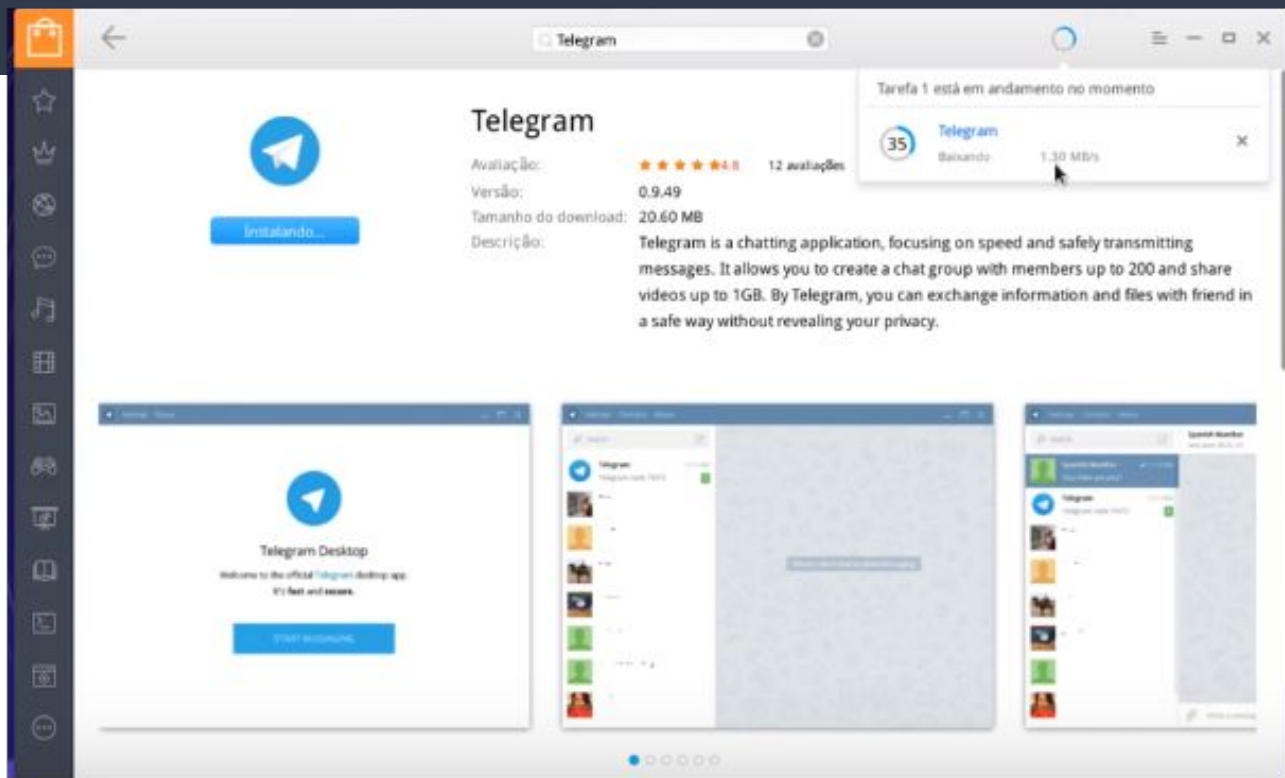 Telegram
Tarefa 1 está em andamento no momento
35
Telegram
Baixando 1.30 MB/s
Telegram
Instalando...
Avaliação: 4.8 12 avaliações
Versão: 0.9.49
Tamanho do download: 20.60 MB
Descrição: Telegram is a chatting application, focusing on speed and safely transmitting
messages. It allows you to create a chat group with members up to 200 and share
videos up to 1GB. By Telegram, you can exchange information and files with friend in
a safe way without revealing your privacy.
Telegram Desktop
Welcome to the official Telegram desktop app.
It's fast and secure.
START MESSAGING
Telegram
Telegram